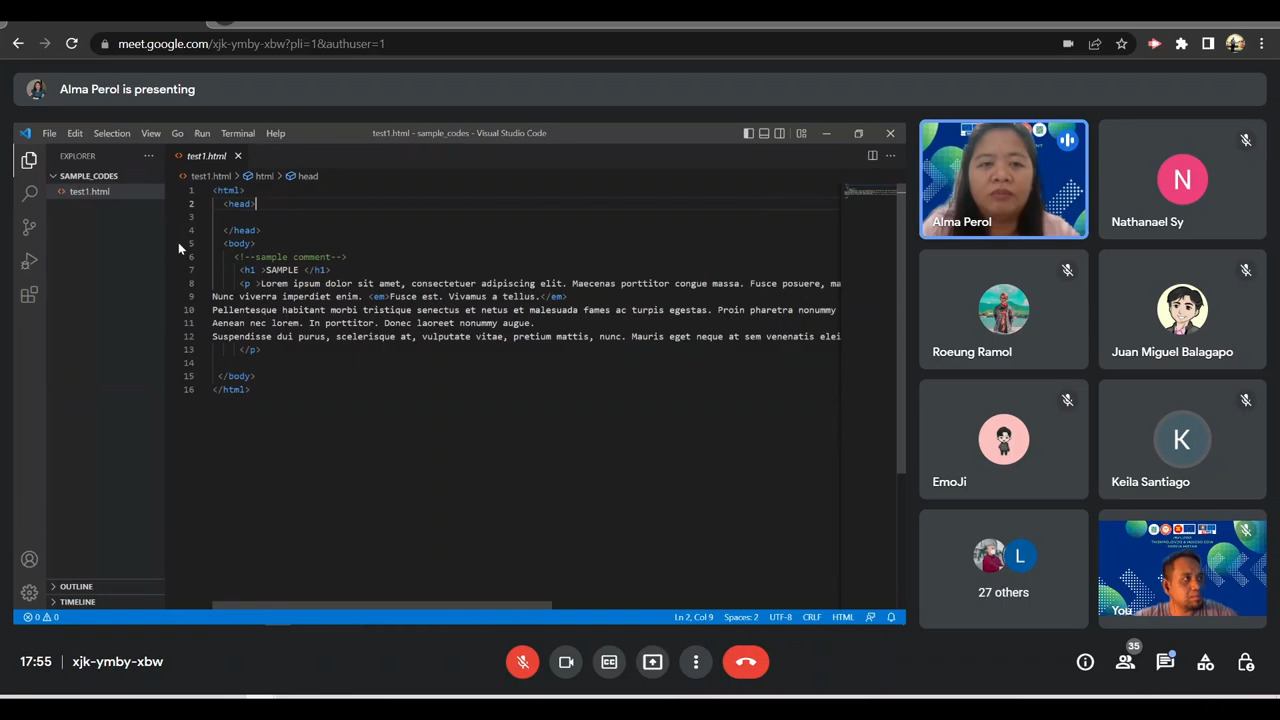 meet.google.com/xjk-ymby-xbw?pli=1&authuser=1
Alma Perol is presenting
File Edit Selection View Go Run Terminal Help
test1.html - sample_codes - Visual Studio Code
EXPLORER
test1.html
SAMPLE_CODES
test1.html > html > head
test1.html
1 <html>
2 <head>
3
4 </head>
5 <body>
6 <!--sample comment-->
7 <h1 >SAMPLE </h1>
8 <p >Lorem ipsum dolor sit amet, consectetuer adipiscing elit. Maecenas porttitor congue massa. Fusce posuere, ma
9 Nunc viverra imperdiet enim. <em>Fusce est. Vivamus a tellus.</em>
10 Pellentesque habitant morbi tristique senectus et netus et malesuada fames ac turpis egestas. Proin pharetra nonummy
11 Aenean nec lorem. In porttitor. Donec laoreet nonummy augue.
12 Suspendisse dui purus, scelerisque at, vulputate vitae, pretium mattis, nunc. Mauris eget neque at sem venenatis elei
13 </p>
14
15 </body>
16 </html>
OUTLINE
TIMELINE
0 0
Ln 2, Col 9 Spaces: 2 UTF-8 CRLF HTML
Alma Perol
N
Nathanael Sy
Roeung Ramol
Juan Miguel Balagapo
EmoJi
K
Keila Santiago
L
27 others
You
17:55 | xjk-ymby-xbw
35